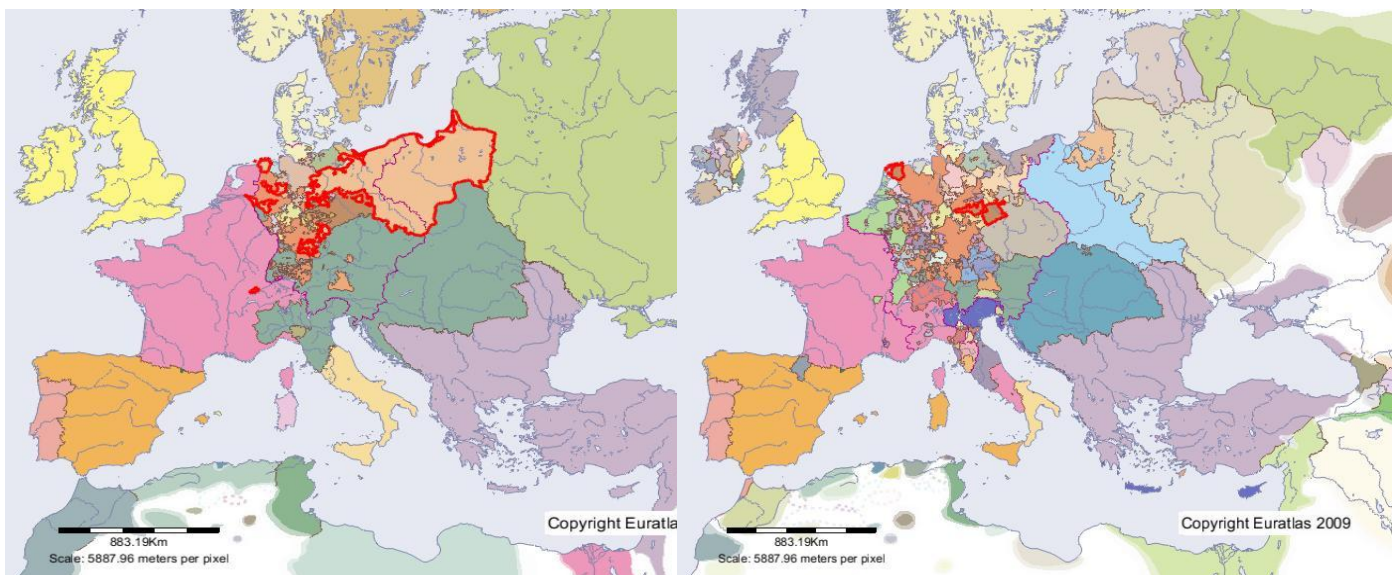 Copyright Euratla
883.19Km
Scale: 5887.96 meters per pixel
Copyright Euratlas 2009
883.19Km
Scale: 5887.96 meters per pixel